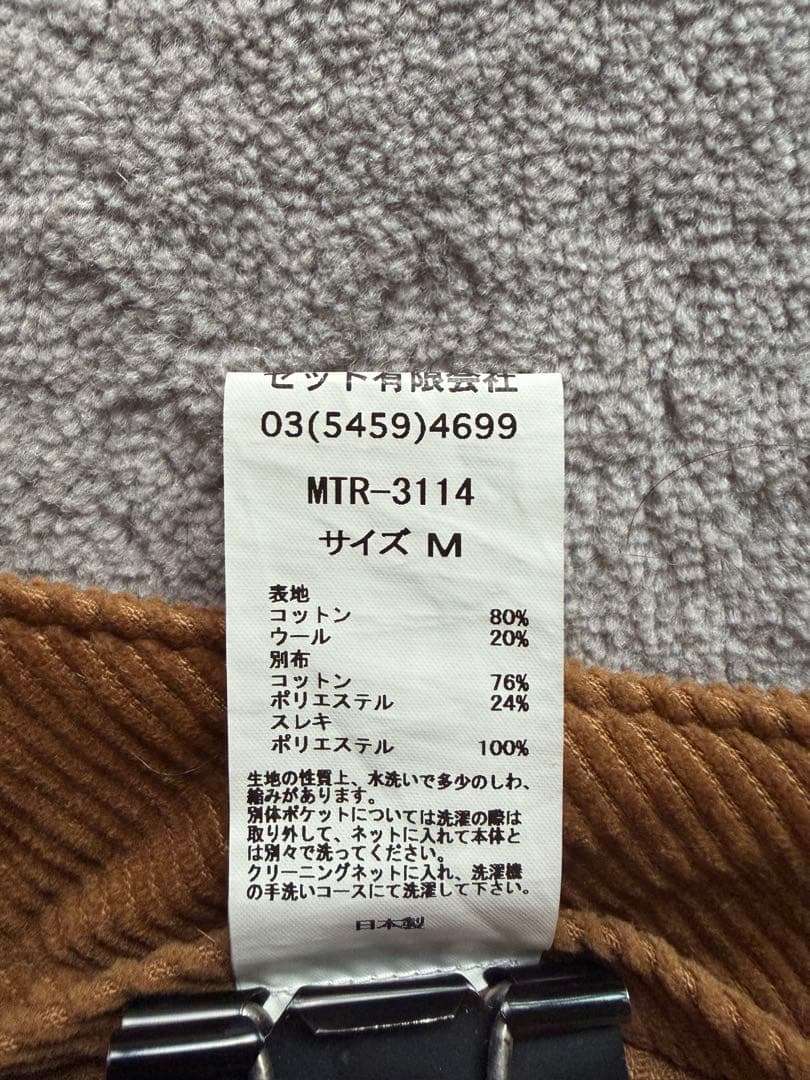 セット有限会社
03(5459)4699
MTR-3114
サイズ M
表地
コットン 80%
ウール 20%
別布
コットン 76%
ポリエステル 24%
スレキ
ポリエステル 100%
生地の性質上、水洗いで多少のしわ、
縮みがあります。
別体ポケットについては洗濯の際は
取り外して、ネットに入れて本体と
は別々で洗ってください。
クリーニングネットに入れ、洗濯機
の手洗いコースにて洗濯して下さい。
日本製